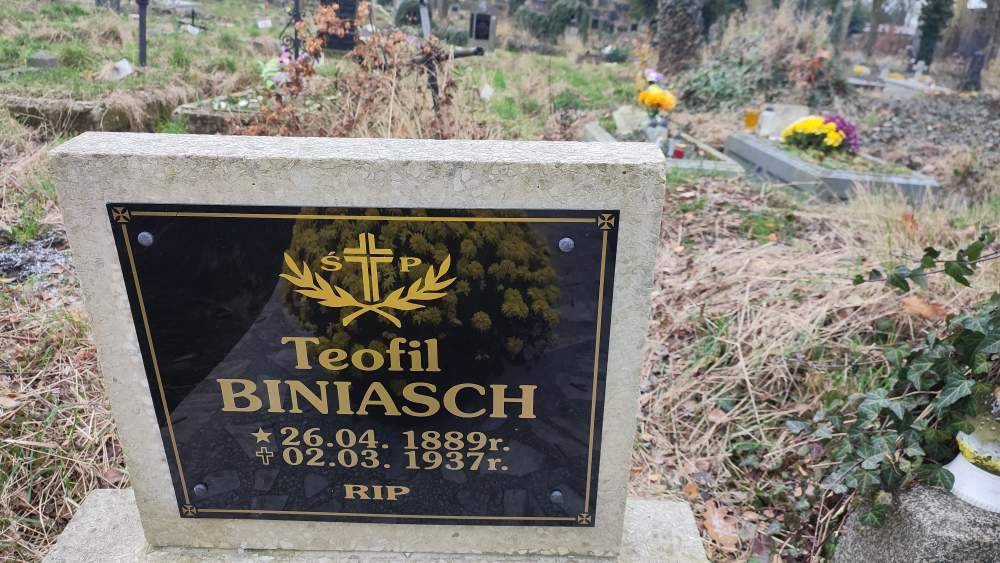 Ś P
Teofil
BINIASCH
★ 26.04. 1889r.
✝ 02.03. 1937r.
RIP